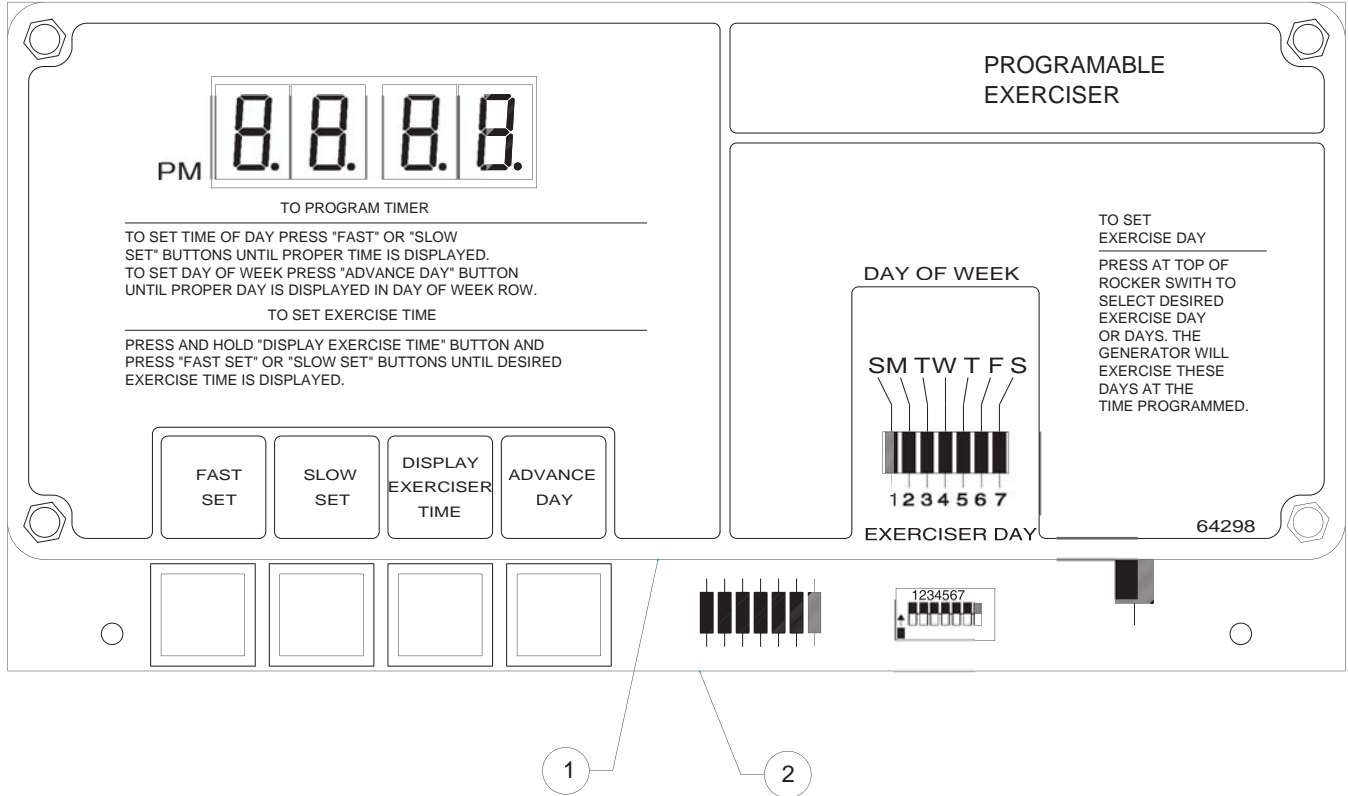 PROGRAMABLE
EXERCISER
8.8.8.8.
PM
TO PROGRAM TIMER
TO SET TIME OF DAY PRESS "FAST" OR "SLOW
SET" BUTTONS UNTIL PROPER TIME IS DISPLAYED.
TO SET DAY OF WEEK PRESS "ADVANCE DAY" BUTTON
UNTIL PROPER DAY IS DISPLAYED IN DAY OF WEEK ROW.
TO SET EXERCISE TIME
PRESS AND HOLD "DISPLAY EXERCISE TIME" BUTTON AND
PRESS "FAST SET" OR "SLOW SET" BUTTONS UNTIL DESIRED
EXERCISE TIME IS DISPLAYED.
FAST
SET
SLOW
SET
DISPLAY
EXERCISER
TIME
ADVANCE
DAY
DAY OF WEEK
S M T W T F S
1 2 3 4 5 6 7
EXERCISER DAY
TO SET
EXERCISE DAY
PRESS AT TOP OF
ROCKER SWITH TO
SELECT DESIRED
EXERCISE DAY
OR DAYS. THE
GENERATOR WILL
EXERCISE THESE
DAYS AT THE
TIME PROGRAMMED.
64298
1234567
1
2